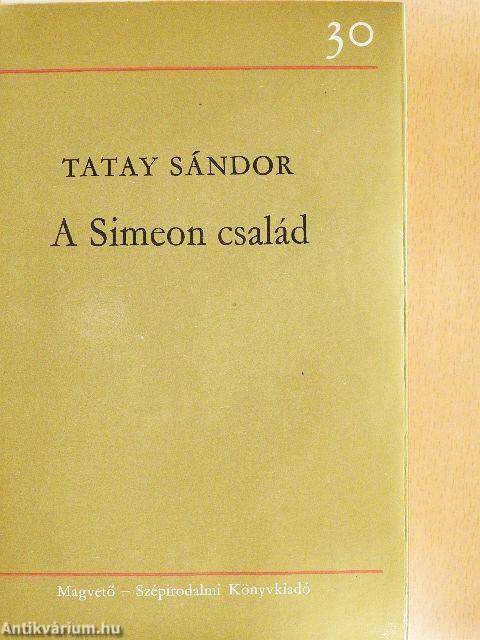 30
TATAY SÁNDOR
A Simeon család
Magvető – Szépirodalmi Könyvkiadó
Antikvárium.hu